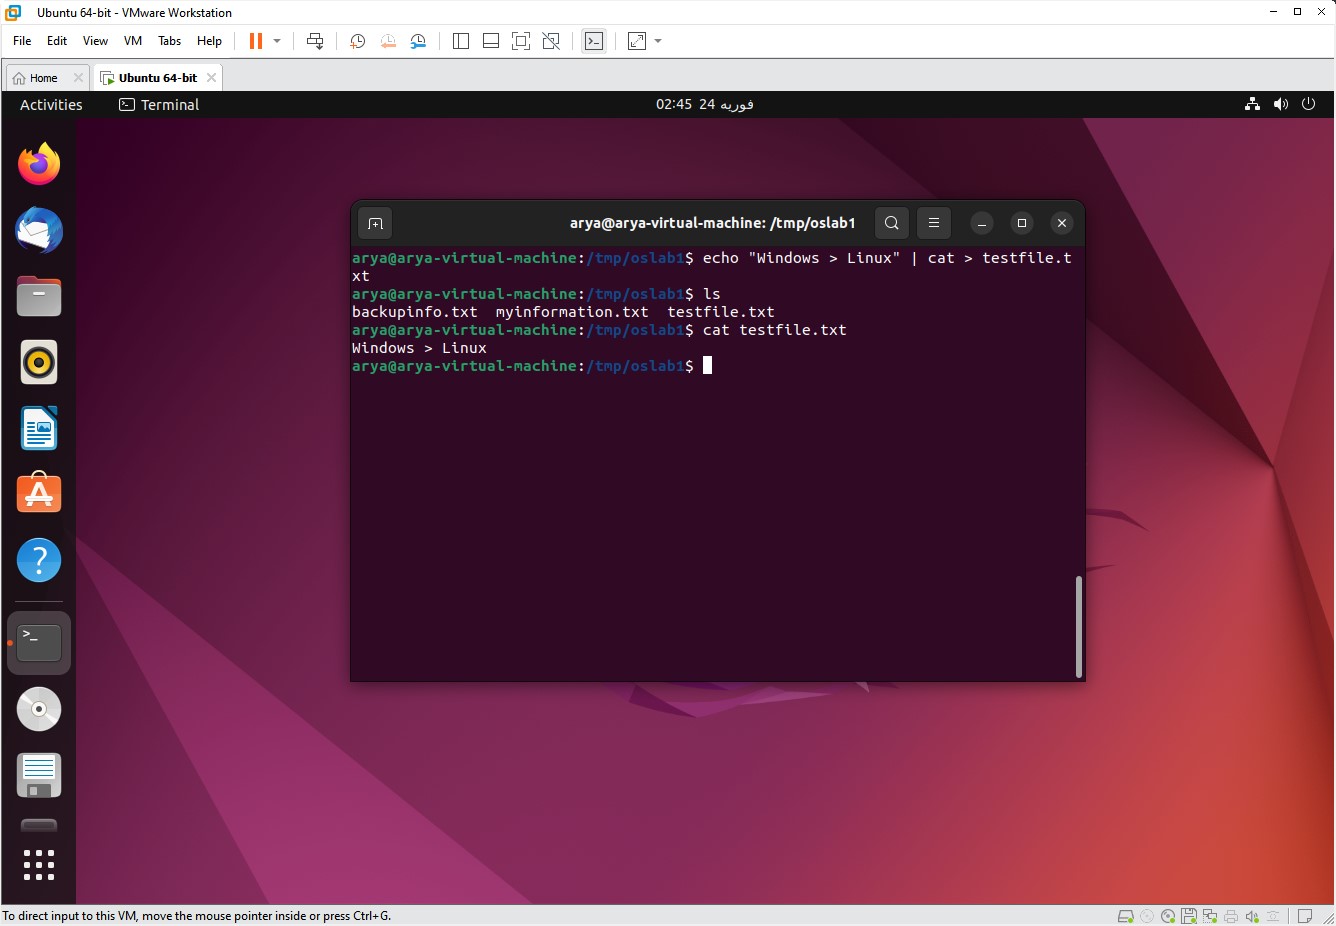 Ubuntu 64-bit - VMware Workstation
File Edit View VM Tabs Help
Home Ubuntu 64-bit
Activities Terminal 02:45 24 فوریه
arya@arya-virtual-machine: /tmp/oslab1
arya@arya-virtual-machine:/tmp/oslab1$ echo "Windows > Linux" | cat > testfile.t
xt
arya@arya-virtual-machine:/tmp/oslab1$ ls
backupinfo.txt myinformation.txt testfile.txt
arya@arya-virtual-machine:/tmp/oslab1$ cat testfile.txt
Windows > Linux
arya@arya-virtual-machine:/tmp/oslab1$
To direct input to this VM, move the mouse pointer inside or press Ctrl+G.